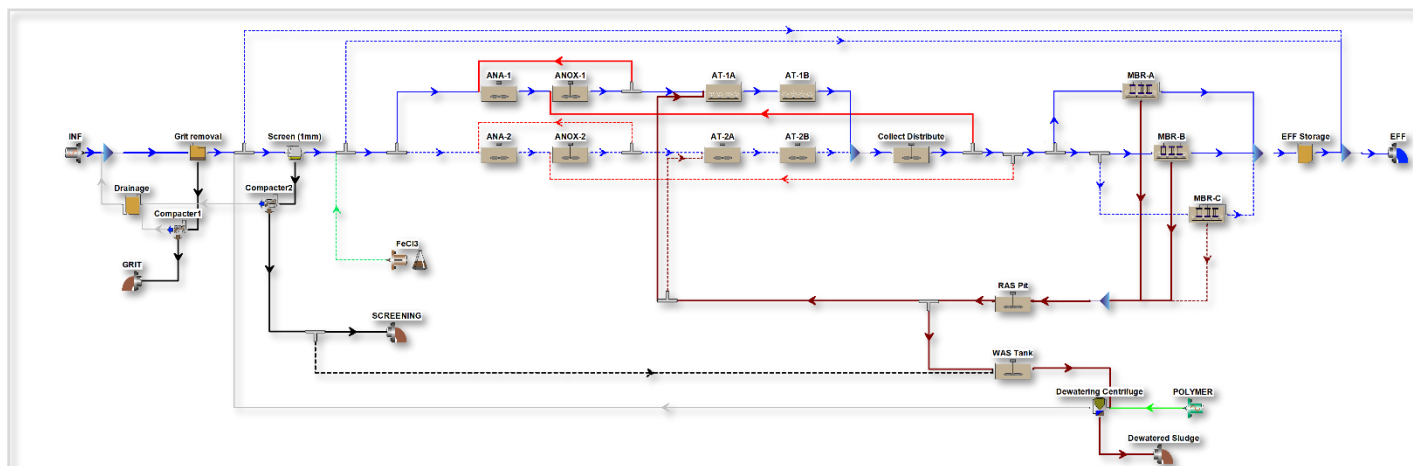 ANA-1
ANOX-1
AT-1A
AT-1B
MBR-A
INF
Grit removal
Screen (1mm)
ANA-2
ANOX-2
AT-2A
AT-2B
Collect Distribute
MBR-B
EFF Storage
EFF
Drainage
Compacter2
MBR-C
Compacter1
FeCl3
GRIT
RAS Pit
SCREENING
WAS Tank
Dewatering Centrifuge
POLYMER
Dewatered Sludge